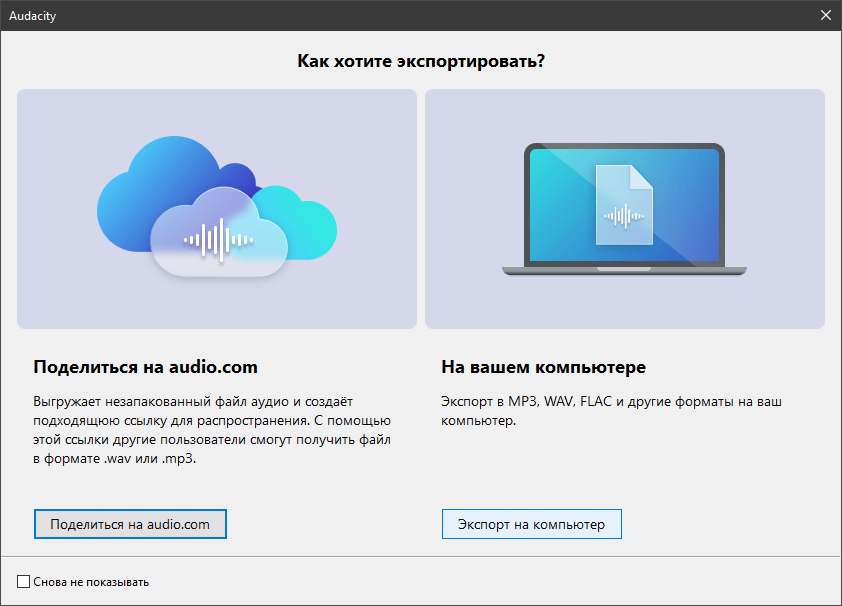 Audacity
Как хотите экспортировать?
Поделиться на audio.com
Выгружает незапакованный файл аудио и создаёт
подходящюю ссылку для распространения. С помощью
этой ссылки другие пользователи смогут получить файл
в формате .wav или .mp3.
Поделиться на audio.com
На вашем компьютере
Экспорт в MP3, WAV, FLAC и другие форматы на ваш
компьютер.
Экспорт на компьютер
Снова не показывать